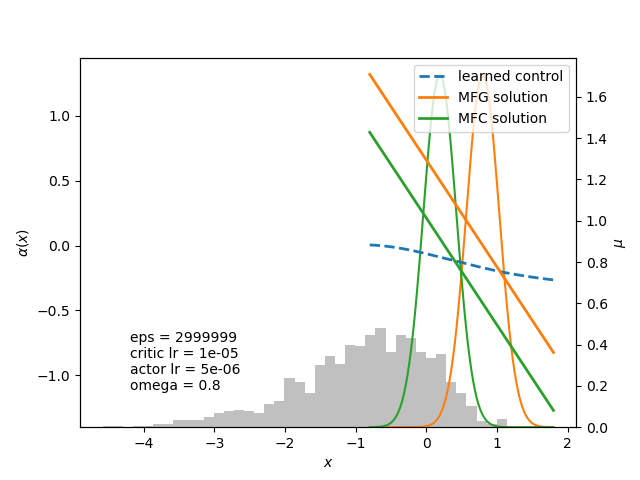 learned control
MFG solution
MFC solution
α(x)
1.0
0.5
0.0
−0.5
−1.0
1.6
1.4
1.2
1.0
0.8
0.6
0.4
0.2
0.0
μ
eps = 2999999
critic lr = 1e-05
actor lr = 5e-06
omega = 0.8
−4
−3
−2
−1
0
1
2
x